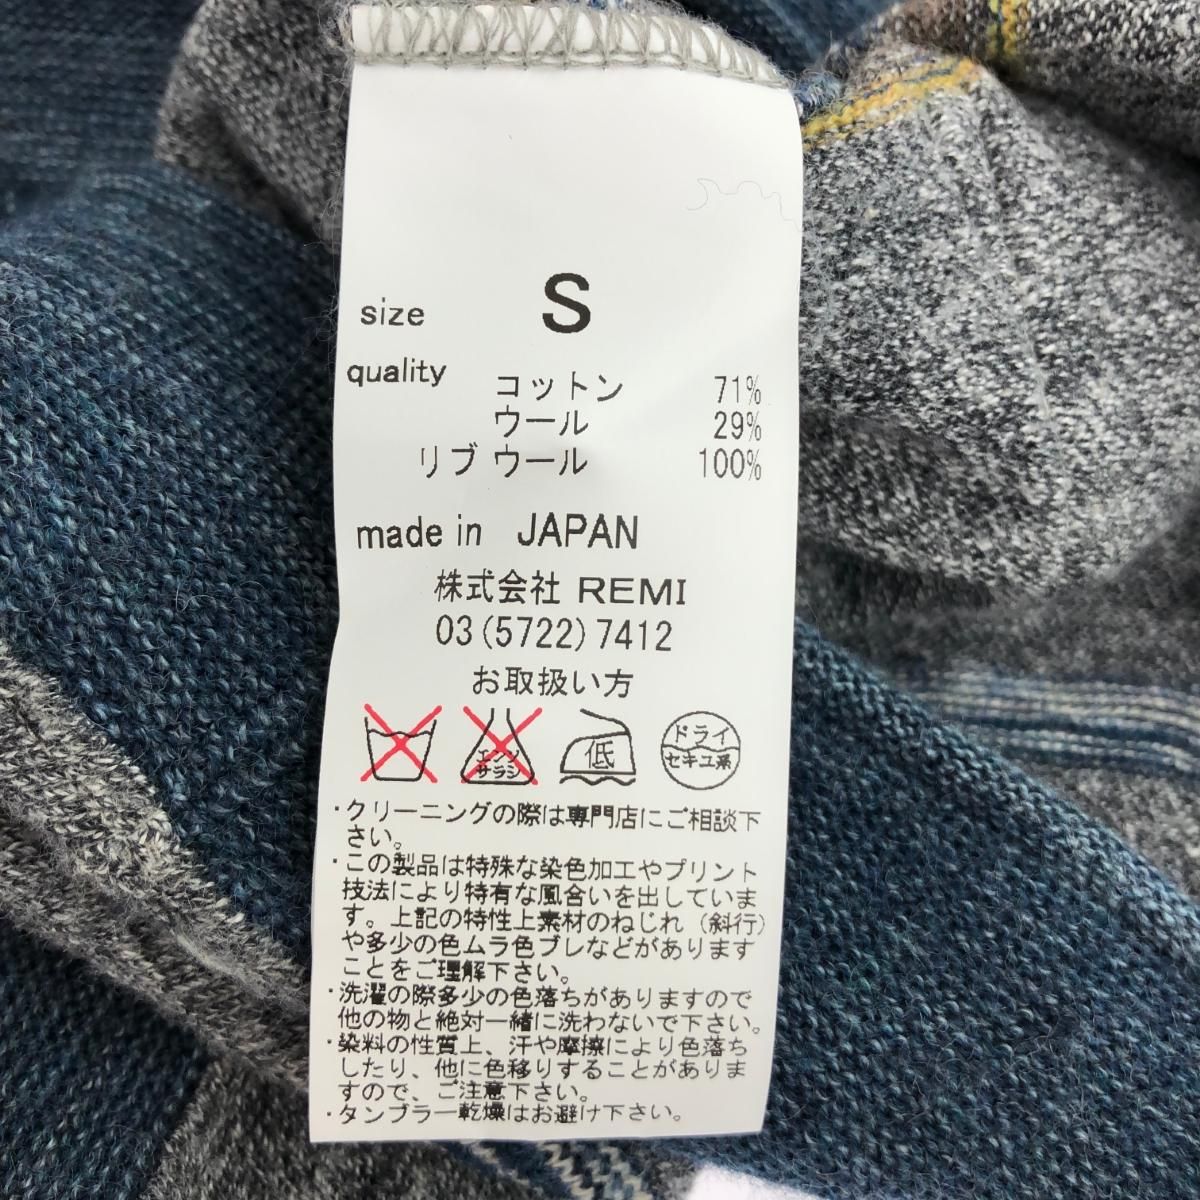 size S
quality
コットン 71%
ウール 29%
リブ ウール 100%
made in JAPAN
株式会社 REMI
03(5722)7412
お取扱い方
エンソ サラシ
低
ドライ
セキユ系
・クリーニングの際は専門店にご相談下
さい。
・この製品は特殊な染色加工やプリント
技法により特有な風合いを出していま
す。上記の特性上素材のねじれ（斜行）
や多少の色ムラ色ブレなどがあります
ことをご理解下さい。
・洗濯の際多少の色落ちがありますので
他の物と絶対一緒に洗わないで下さい。
・染料の性質上、汗や摩擦により色落ち
したり、他に色移りすることがありま
すので、ご注意下さい。
・タンブラー乾燥はお避け下さい。